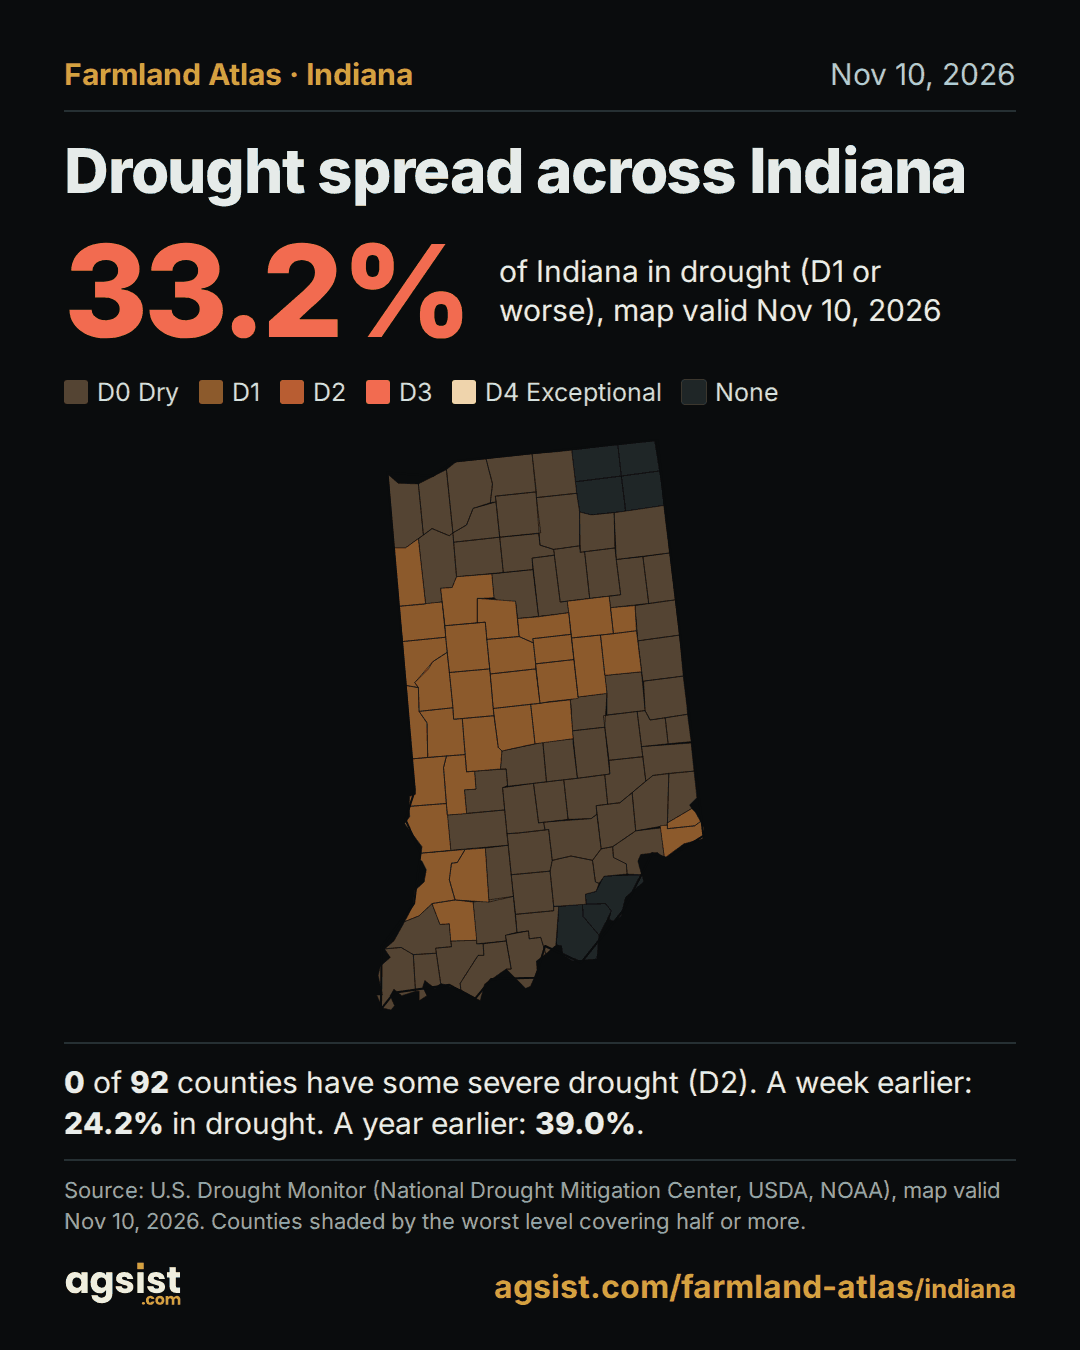 Farmland Atlas · Indiana
Nov 10, 2026
Drought spread across Indiana
33.2%
of Indiana in drought (D1 or
worse), map valid Nov 10, 2026
D0 Dry D1 D2 D3 D4 Exceptional None
0 of 92 counties have some severe drought (D2). A week earlier:
24.2% in drought. A year earlier: 39.0%.
Source: U.S. Drought Monitor (National Drought Mitigation Center, USDA, NOAA), map valid
Nov 10, 2026. Counties shaded by the worst level covering half or more.
agsist
.com
agsist.com/farmland-atlas/indiana